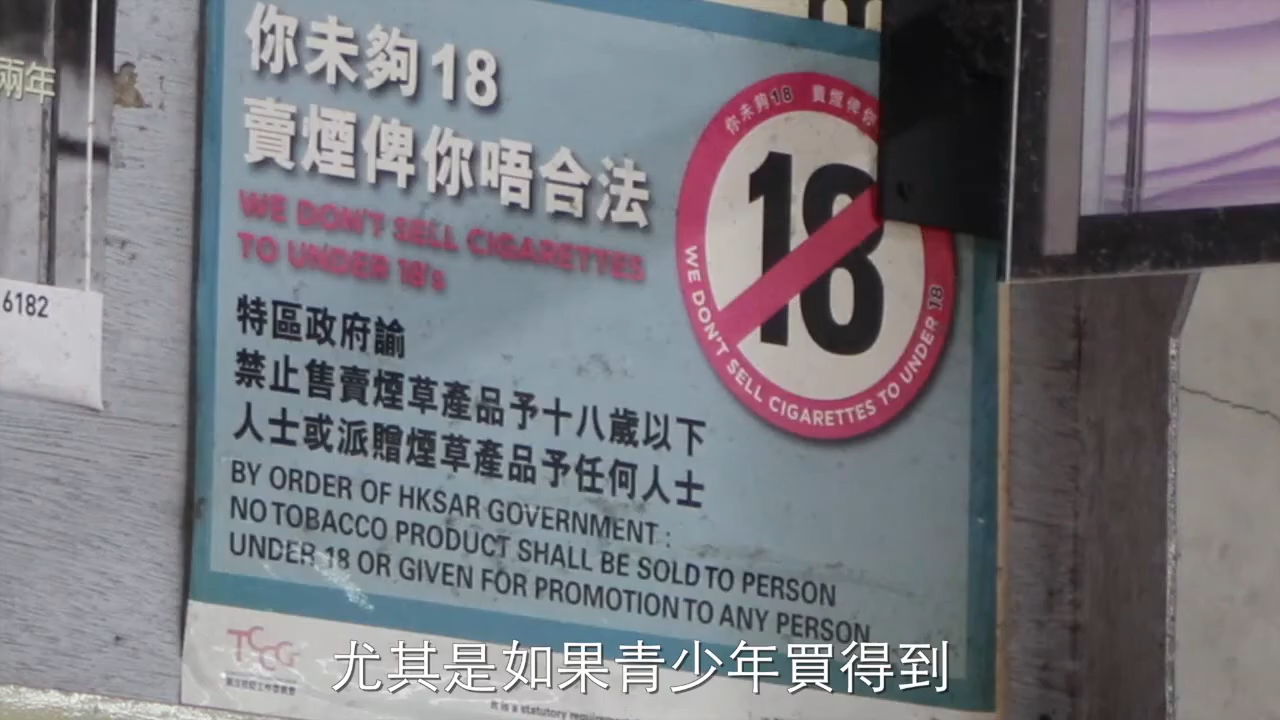 兩年
6182
你未夠18
賣煙俾你唔合法
WE DON'T SELL CIGARETTES
TO UNDER 18's
特區政府諭
禁止售賣煙草產品予十八歲以下
人士或派贈煙草產品予任何人士
BY ORDER OF HKSAR GOVERNMENT :
NO TOBACCO PRODUCT SHALL BE SOLD TO PERSON
UNDER 18 OR GIVEN FOR PROMOTION TO ANY PERSON
你未夠18 賣煙俾你
18
WE DON'T SELL CIGARETTES TO UNDER 18
It is a statutory
尤其是如果青少年買得到